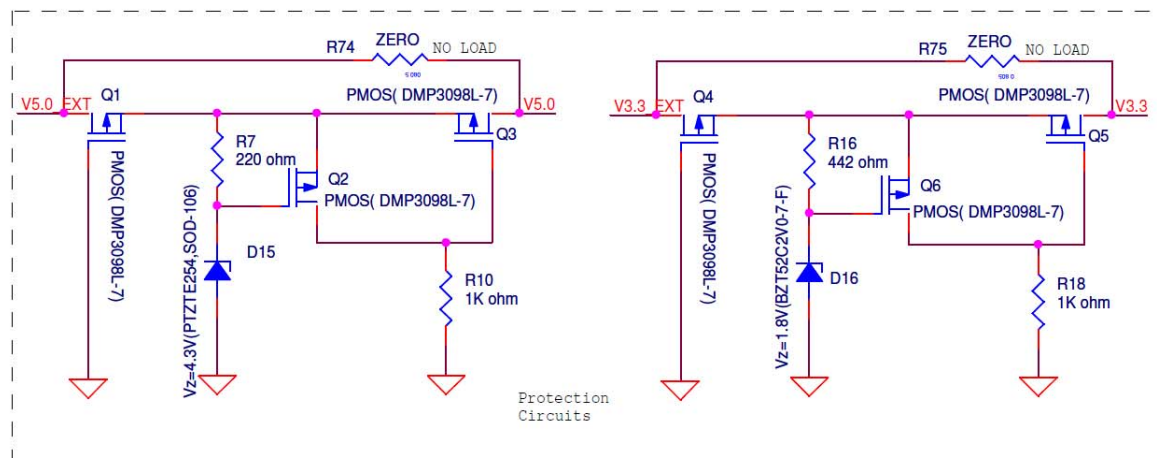 R74
ZERO
NO LOAD
V5.0_EXT
Q1
PMOS( DMP3098L-7)
V5.0
Q3
R7
220 ohm
Q2
PMOS( DMP3098L-7)
PMOS( DMP3098L-7)
D15
Vz=4.3V(PTZTE254,SOD-106)
R10
1K ohm
R75
ZERO
NO LOAD
V3.3_EXT
Q4
PMOS( DMP3098L-7)
V3.3
Q5
R16
442 ohm
Q6
PMOS( DMP3098L-7)
PMOS( DMP3098L-7)
D16
Vz=1.8V(BZT52C2V0-7-F)
R18
1K ohm
Protection
Circuits